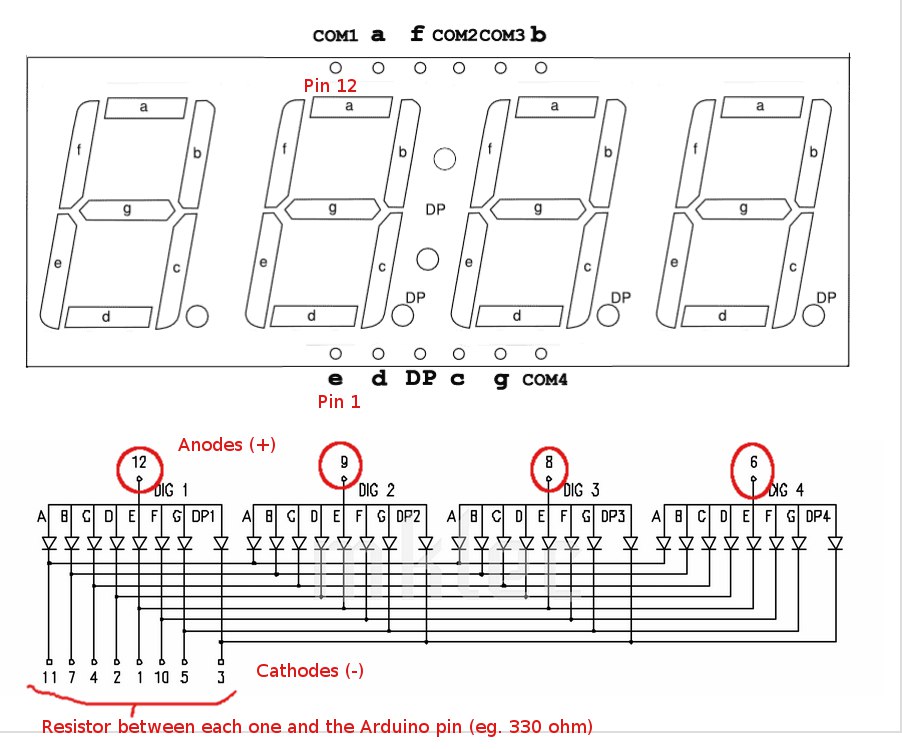 COM1 a f COM2 COM3 b
Pin 12
a a a a
f b f b f b f b
g g DP g g
e c e c e c e c
DP DP DP
d d d d
e d DP c g COM4
Pin 1
Anodes (+)
12 9 8 6
DIG 1 DIG 2 DIG 3 DIG 4
A B C D E F G DP1 A B C D E F G DP2 A B C D E F G DP3 A B C D E F G DP4
mklec
11 7 4 2 1 10 5 3
Cathodes (-)
Resistor between each one and the Arduino pin (eg. 330 ohm)